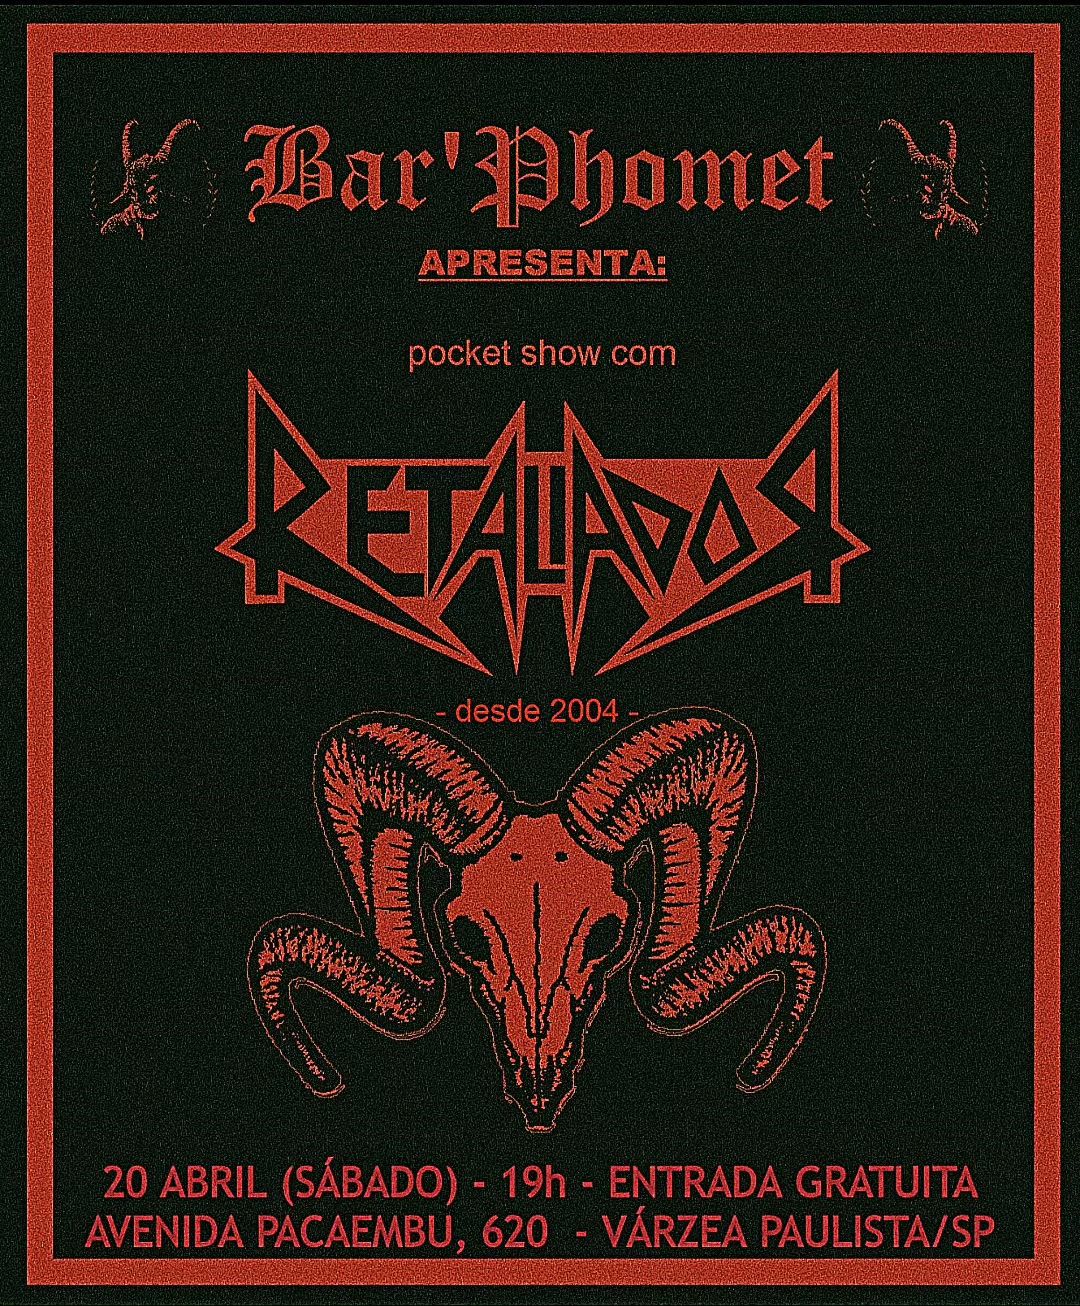 Bar'Phomet
APRESENTA:
pocket show com
RETALIADOR
- desde 2004 -
20 ABRIL (SÁBADO) - 19h - ENTRADA GRATUITA
AVENIDA PACAEMBU, 620 - VÁRZEA PAULISTA/SP